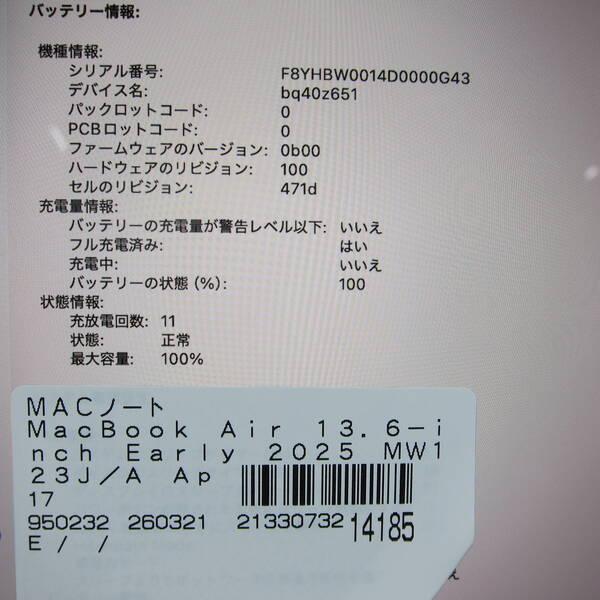 バッテリー情報:
機種情報:
シリアル番号: F8YHBW0014D0000G43
デバイス名: bq40z651
パックロットコード: 0
PCBロットコード: 0
ファームウェアのバージョン: 0b00
ハードウェアのリビジョン: 100
セルのリビジョン: 471d
充電量情報:
バッテリーの充電量が警告レベル以下: いいえ
フル充電済み: はい
充電中: いいえ
バッテリーの状態（%）: 100
状態情報:
充放電回数: 11
状態: 正常
最大容量: 100%
MACノート
MacBook Air 13.6-i
nch Early 2025 MW1
23J/A Ap
17
950232 260321 21330732 14185
E / /
え